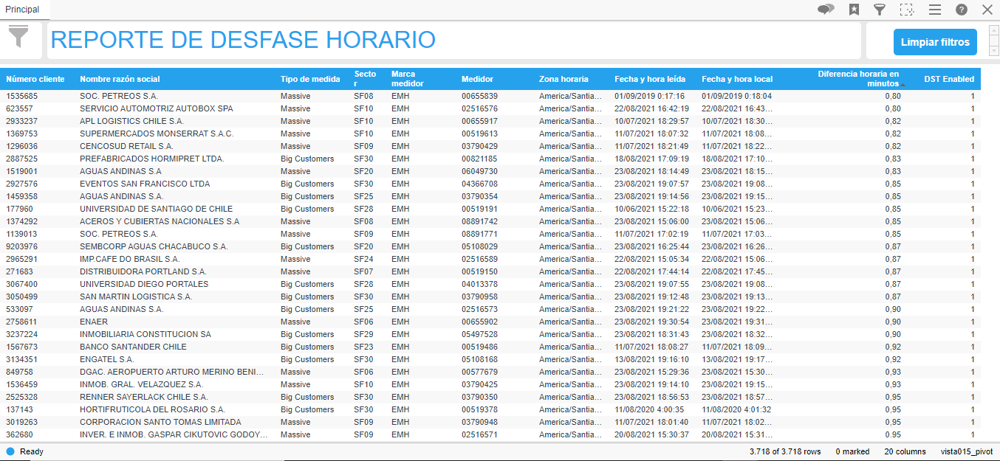 Principal
REPORTE DE DESFASE HORARIO
Limpiar filtros
Número cliente Nombre razón social Tipo de medida Secto r Marca medidor Medidor Zona horaria Fecha y hora leída Fecha y hora local Diferencia horaria en minutos DST Enabled
1535685 SOC. PETREOS S.A. Massive SF08 EMH 00655839 America/Santia... 01/09/2019 0:17:16 01/09/2019 0:18:04 0,80 1
623557 SERVICIO AUTOMOTRIZ AUTOBOX SPA Massive SF10 EMH 02516576 America/Santia... 22/08/2021 16:42:19 22/08/2021 16:43... 0,80 1
2933237 APL LOGISTICS CHILE S.A. Massive SF10 EMH 00655917 America/Santia... 10/07/2021 18:29:57 10/07/2021 18:30... 0,82 1
1369753 SUPERMERCADOS MONSERRAT S.A.C. Massive SF10 EMH 00519613 America/Santia... 11/07/2021 18:07:32 11/07/2021 18:08... 0,82 1
1296036 CENCOSUD RETAIL S.A. Massive SF09 EMH 03790429 America/Santia... 11/07/2021 18:21:49 11/07/2021 18:22... 0,82 1
2887525 PREFABRICADOS HORMIPRET LTDA. Big Customers SF30 EMH 00821185 America/Santia... 18/08/2021 17:09:19 18/08/2021 17:10... 0,83 1
1519001 AGUAS ANDINAS S.A Massive SF20 EMH 06049730 America/Santia... 23/08/2021 18:14:49 23/08/2021 18:15... 0,83 1
2927576 EVENTOS SAN FRANCISCO LTDA Big Customers SF30 EMH 04366708 America/Santia... 23/08/2021 19:07:57 23/08/2021 19:08... 0,85 1
1459358 AGUAS ANDINAS S.A. Big Customers SF25 EMH 03790354 America/Santia... 23/08/2021 19:14:56 23/08/2021 19:15... 0,85 1
177960 UNIVERSIDAD DE SANTIAGO DE CHILE Big Customers SF28 EMH 00519191 America/Santia... 10/06/2021 15:22:18 10/06/2021 15:23... 0,85 1
1374292 ACEROS Y CUBIERTAS NACIONALES S.A Massive SF08 EMH 08891742 America/Santia... 23/08/2021 15:06:00 23/08/2021 15:06... 0,85 1
1139013 SOC. PETREOS S.A. Massive SF09 EMH 08891771 America/Santia... 11/07/2021 17:02:19 11/07/2021 17:03... 0,85 1
9203976 SEMBCORP AGUAS CHACABUCO S.A. Big Customers SF20 EMH 05108029 America/Santia... 23/08/2021 16:25:44 23/08/2021 16:26... 0,87 1
2965291 IMP.CAFE DO BRASIL S.A. Massive SF24 EMH 02516589 America/Santia... 22/08/2021 15:05:34 22/08/2021 15:06... 0,87 1
271683 DISTRIBUIDORA PORTLAND S.A. Massive SF07 EMH 00519150 America/Santia... 22/08/2021 17:44:14 22/08/2021 17:45... 0,87 1
3067400 UNIVERSIDAD DIEGO PORTALES Big Customers SF28 EMH 04013378 America/Santia... 23/08/2021 19:07:55 23/08/2021 19:08... 0,87 1
3050499 SAN MARTIN LOGISTICA S.A. Big Customers SF30 EMH 03790958 America/Santia... 23/08/2021 19:12:48 23/08/2021 19:13... 0,87 1
533097 AGUAS ANDINAS S.A. Big Customers SF25 EMH 02516573 America/Santia... 23/08/2021 19:21:22 23/08/2021 19:22... 0,90 1
2758611 ENAER Massive SF06 EMH 00655902 America/Santia... 23/08/2021 19:30:54 23/08/2021 19:31... 0,90 1
3237224 INMOBILIARIA CONSTITUCION SA Big Customers SF29 EMH 05497528 America/Santia... 23/08/2021 18:31:43 23/08/2021 18:32... 0,90 1
1567673 BANCO SANTANDER CHILE Big Customers SF23 EMH 00519486 America/Santia... 11/07/2021 18:08:27 11/07/2021 18:09... 0,92 1
3134351 ENGATEL S.A. Big Customers SF30 EMH 05108168 America/Santia... 13/08/2021 19:16:10 13/08/2021 19:17... 0,92 1
849758 DGAC. AEROPUERTO ARTURO MERINO BENI... Massive SF06 EMH 00577679 America/Santia... 23/08/2021 15:29:36 23/08/2021 15:30... 0,93 1
1536459 INMOB. GRAL. VELAZQUEZ S.A. Massive SF10 EMH 03790425 America/Santia... 23/08/2021 19:14:10 23/08/2021 19:15... 0,93 1
2525328 RENNER SAYERLACK CHILE S.A. Big Customers SF30 EMH 03790350 America/Santia... 23/08/2021 18:56:53 23/08/2021 18:57... 0,95 1
137143 HORTIFRUTICOLA DEL ROSARIO S.A. Big Customers SF30 EMH 00519378 America/Santia... 11/08/2020 4:00:35 11/08/2020 4:01:32 0,95 1
3019263 CORPORACION SANTO TOMAS LIMITADA Massive SF09 EMH 03790948 America/Santia... 11/07/2021 18:01:40 11/07/2021 18:02... 0,95 1
362680 INVER. E INMOB. GASPAR CIKUTOVIC GODOY... Massive SF09 EMH 02516571 America/Santia... 20/08/2021 15:30:37 20/08/2021 15:31... 0.95 1
Ready 3.718 of 3.718 rows 0 marked 20 columns vista015_pivot